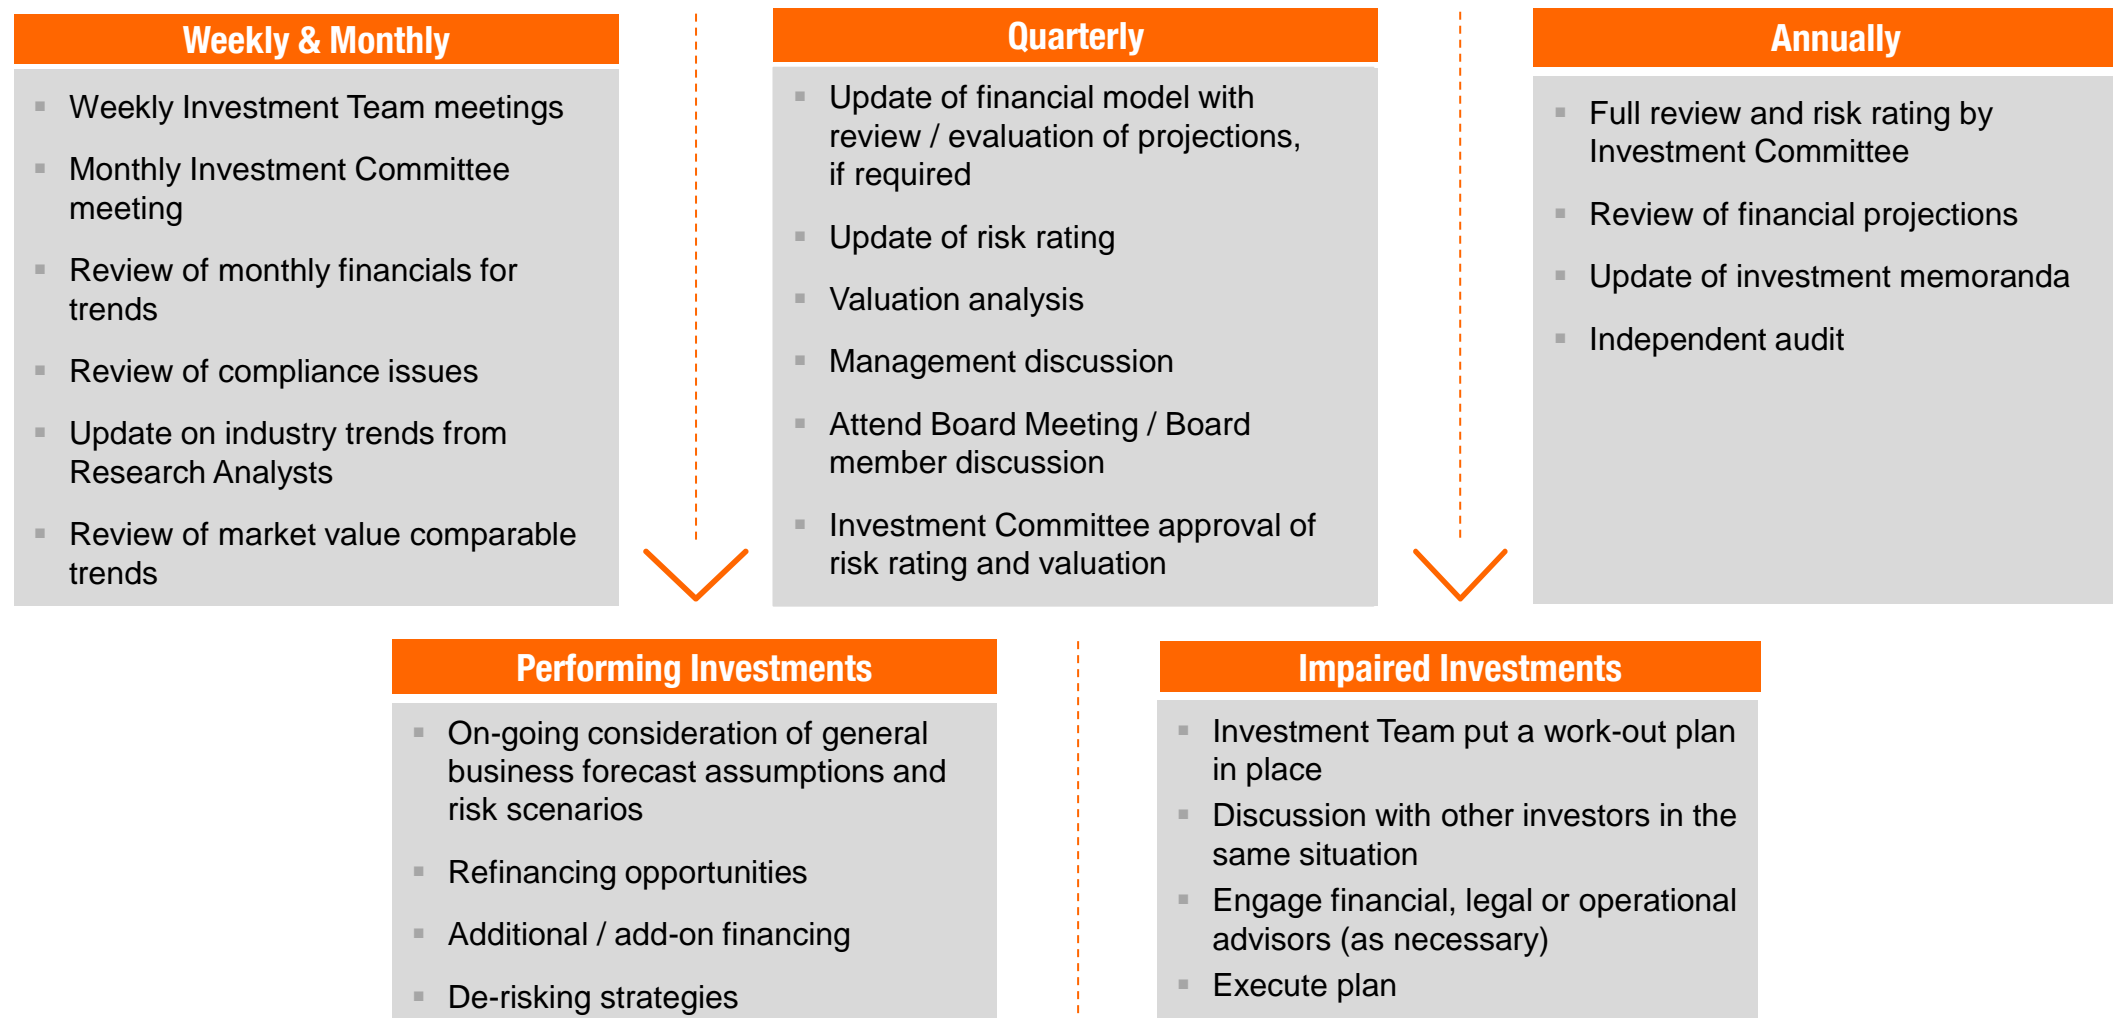 Weekly & Monthly
Weekly Investment Team meetings
Monthly Investment Committee
meeting
Review of monthly financials for
trends
Review of compliance issues
Update on industry trends from
Research Analysts
Review of market value comparable
trends
Quarterly
Update of financial model with
review / evaluation of projections,
if required
Update of risk rating
Valuation analysis
Management discussion
Attend Board Meeting / Board
member discussion
Investment Committee approval of
risk rating and valuation
Annually
Full review and risk rating by
Investment Committee
Review of financial projections
Update of investment memoranda
Independent audit
Performing Investments
On-going consideration of general
business forecast assumptions and
risk scenarios
Refinancing opportunities
Additional / add-on financing
De-risking strategies
Impaired Investments
Investment Team put a work-out plan
in place
Discussion with other investors in the
same situation
Engage financial, legal or operational
advisors (as necessary)
Execute plan